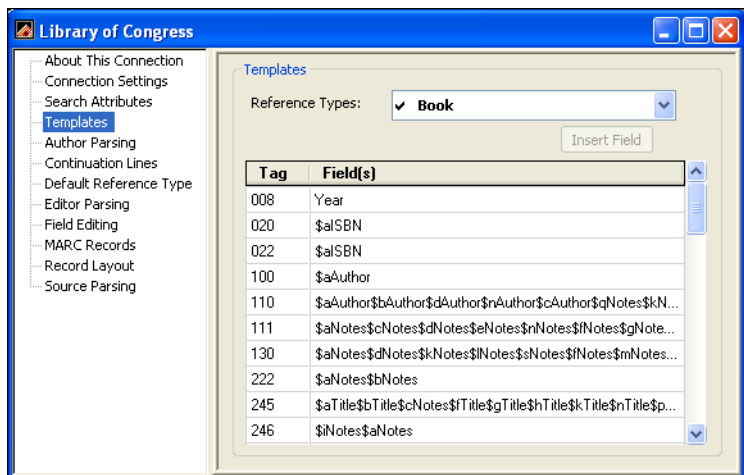 Library of Congress
About This Connection
Connection Settings
Search Attributes
Templates
Author Parsing
Continuation Lines
Default Reference Type
Editor Parsing
Field Editing
MARC Records
Record Layout
Source Parsing
Templates
Reference Types: ✔ Book
Insert Field
Tag Field(s)
008 Year
020 $aISBN
022 $aISBN
100 $aAuthor
110 $aAuthor$bAuthor$dAuthor$nAuthor$cAuthor$qNotes$kN...
111 $aNotes$cNotes$dNotes$eNotes$nNotes$fNotes$gNote...
130 $aNotes$dNotes$kNotes$lNotes$sNotes$fNotes$mNotes...
222 $aNotes$bNotes
245 $aTitle$bTitle$cNotes$fTitle$gTitle$hTitle$kTitle$nTitle$p...
246 $iNotes$aNotes